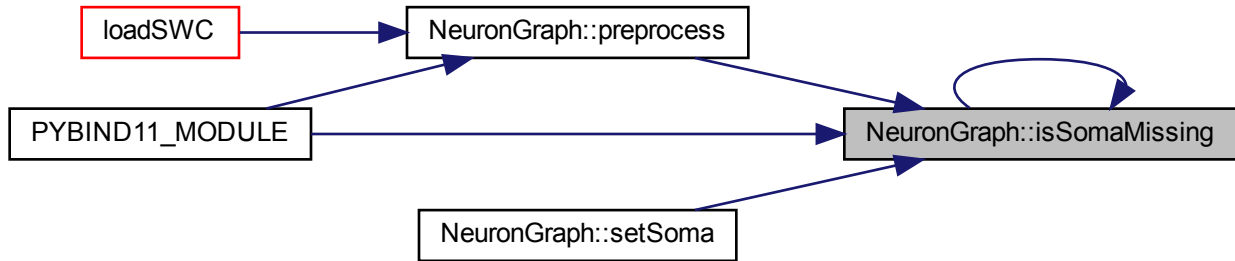 loadSWC
NeuronGraph::preprocess
PYBIND11_MODULE
NeuronGraph::isSomaMissing
NeuronGraph::setSoma